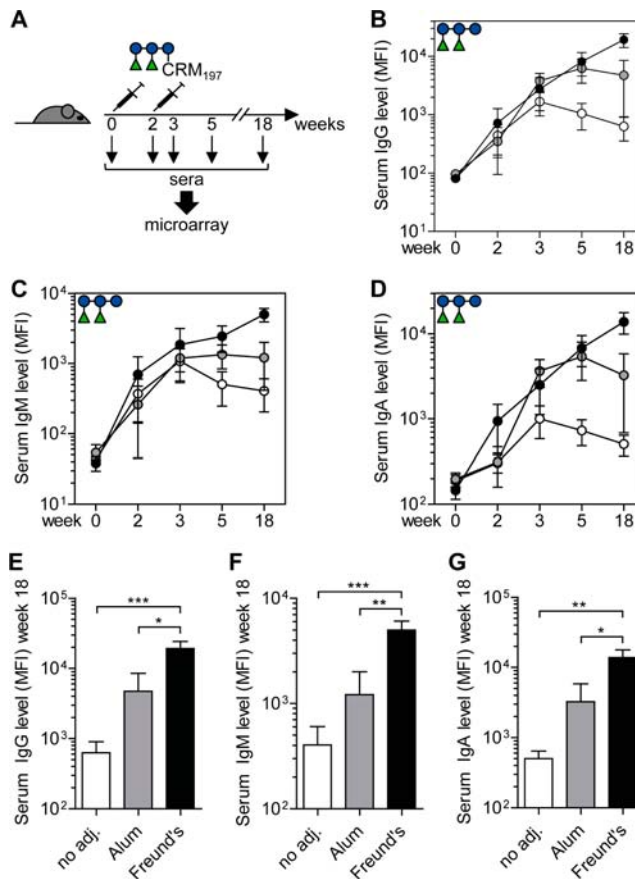 A
CRM197
0 2 3 5 18 weeks
sera
microarray
B
Serum IgG level (MFI)
10^4
10^3
10^2
10^1
week 0 2 3 5 18
C
Serum IgM level (MFI)
10^4
10^3
10^2
10^1
week 0 2 3 5 18
D
Serum IgA level (MFI)
10^4
10^3
10^2
week 0 2 3 5 18
E
Serum IgG level (MFI) week 18
10^5
10^4
10^3
10^2
***
*
no adj.
Alum
Freund's
F
Serum IgM level (MFI) week 18
10^4
10^3
10^2
***
**
no adj.
Alum
Freund's
G
Serum IgA level (MFI) week 18
10^5
10^4
10^3
10^2
**
*
no adj.
Alum
Freund's